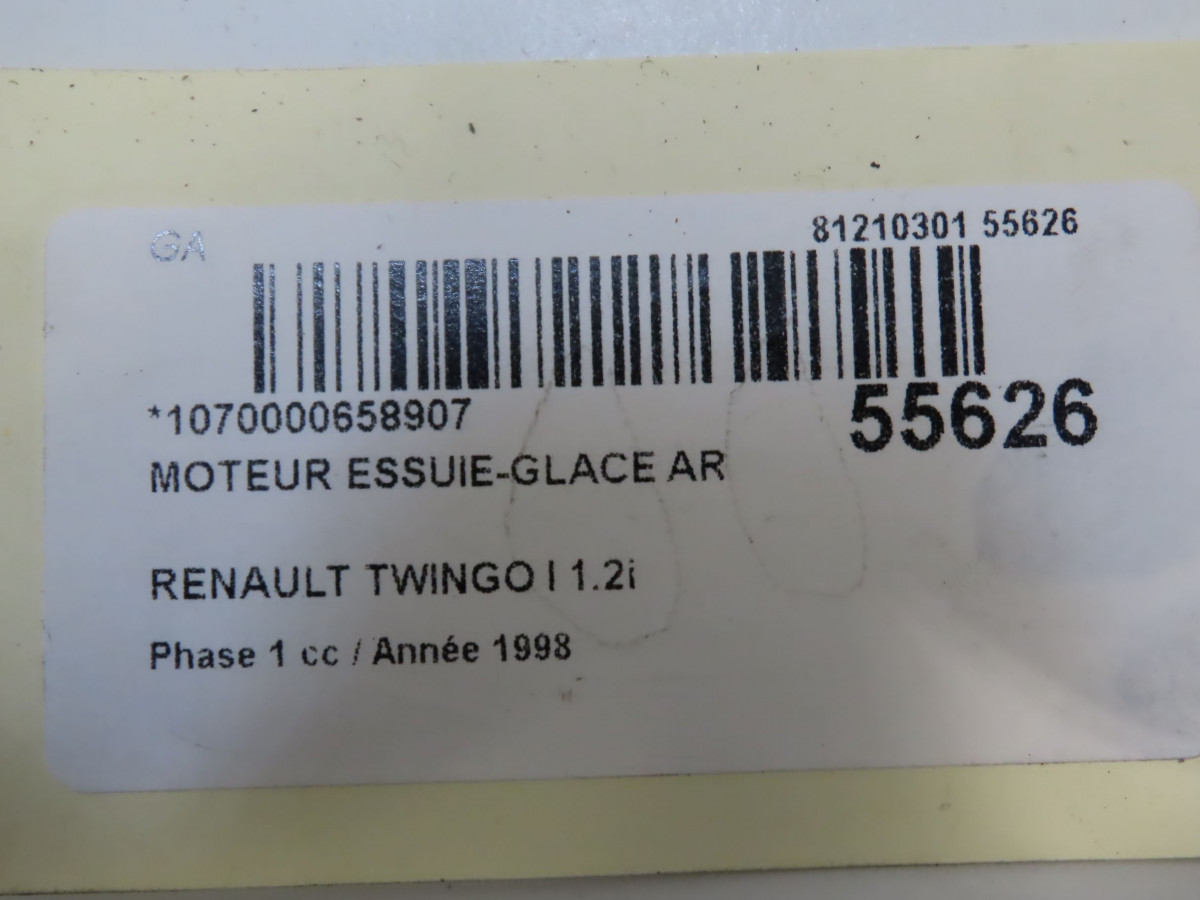 GA
81210301 55626
*1070000658907
55626
MOTEUR ESSUIE-GLACE AR
RENAULT TWINGO I 1.2i
Phase 1 cc / Année 1998